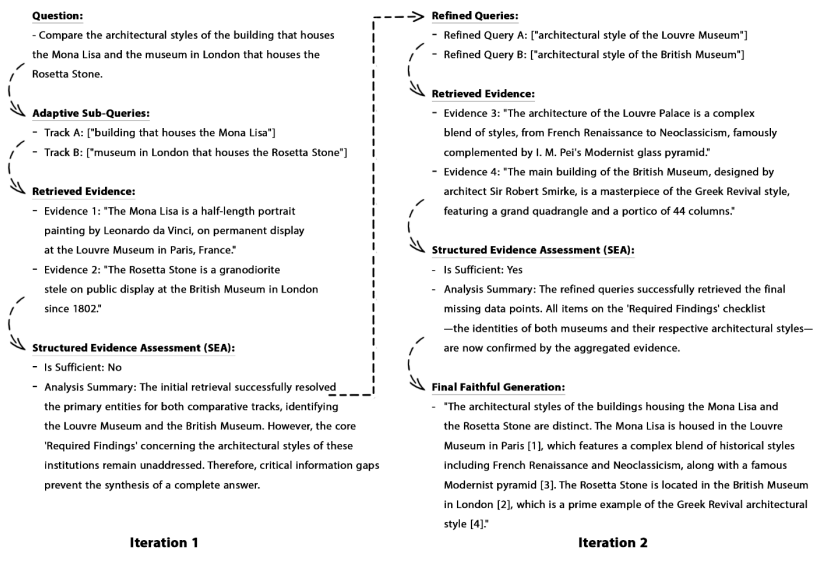 Question:
- Compare the architectural styles of the building that houses
the Mona Lisa and the museum in London that houses the
Rosetta Stone.
Adaptive Sub-Queries:
- Track A: ["building that houses the Mona Lisa"]
- Track B: ["museum in London that houses the Rosetta Stone"]
Retrieved Evidence:
- Evidence 1: "The Mona Lisa is a half-length portrait
painting by Leonardo da Vinci, on permanent display
at the Louvre Museum in Paris, France."
- Evidence 2: "The Rosetta Stone is a granodiorite
stele on public display at the British Museum in London
since 1802."
Structured Evidence Assessment (SEA):
- Is Sufficient: No
- Analysis Summary: The initial retrieval successfully resolved
the primary entities for both comparative tracks, identifying
the Louvre Museum and the British Museum. However, the core
'Required Findings' concerning the architectural styles of these
institutions remain unaddressed. Therefore, critical information gaps
prevent the synthesis of a complete answer.
Iteration 1
Refined Queries:
- Refined Query A: ["architectural style of the Louvre Museum"]
- Refined Query B: ["architectural style of the British Museum"]
Retrieved Evidence:
- Evidence 3: "The architecture of the Louvre Palace is a complex
blend of styles, from French Renaissance to Neoclassicism, famously
complemented by I. M. Pei's Modernist glass pyramid."
- Evidence 4: "The main building of the British Museum, designed by
architect Sir Robert Smirke, is a masterpiece of the Greek Revival style,
featuring a grand quadrangle and a portico of 44 columns."
Structured Evidence Assessment (SEA):
- Is Sufficient: Yes
- Analysis Summary: The refined queries successfully retrieved the final
missing data points. All items on the 'Required Findings' checklist
—the identities of both museums and their respective architectural styles—
are now confirmed by the aggregated evidence.
Final Faithful Generation:
- "The architectural styles of the buildings housing the Mona Lisa and
the Rosetta Stone are distinct. The Mona Lisa is housed in the Louvre
Museum in Paris [1], which features a complex blend of historical styles
including French Renaissance and Neoclassicism, along with a famous
Modernist pyramid [3]. The Rosetta Stone is located in the British Museum
in London [2], which is a prime example of the Greek Revival architectural
style [4]."
Iteration 2